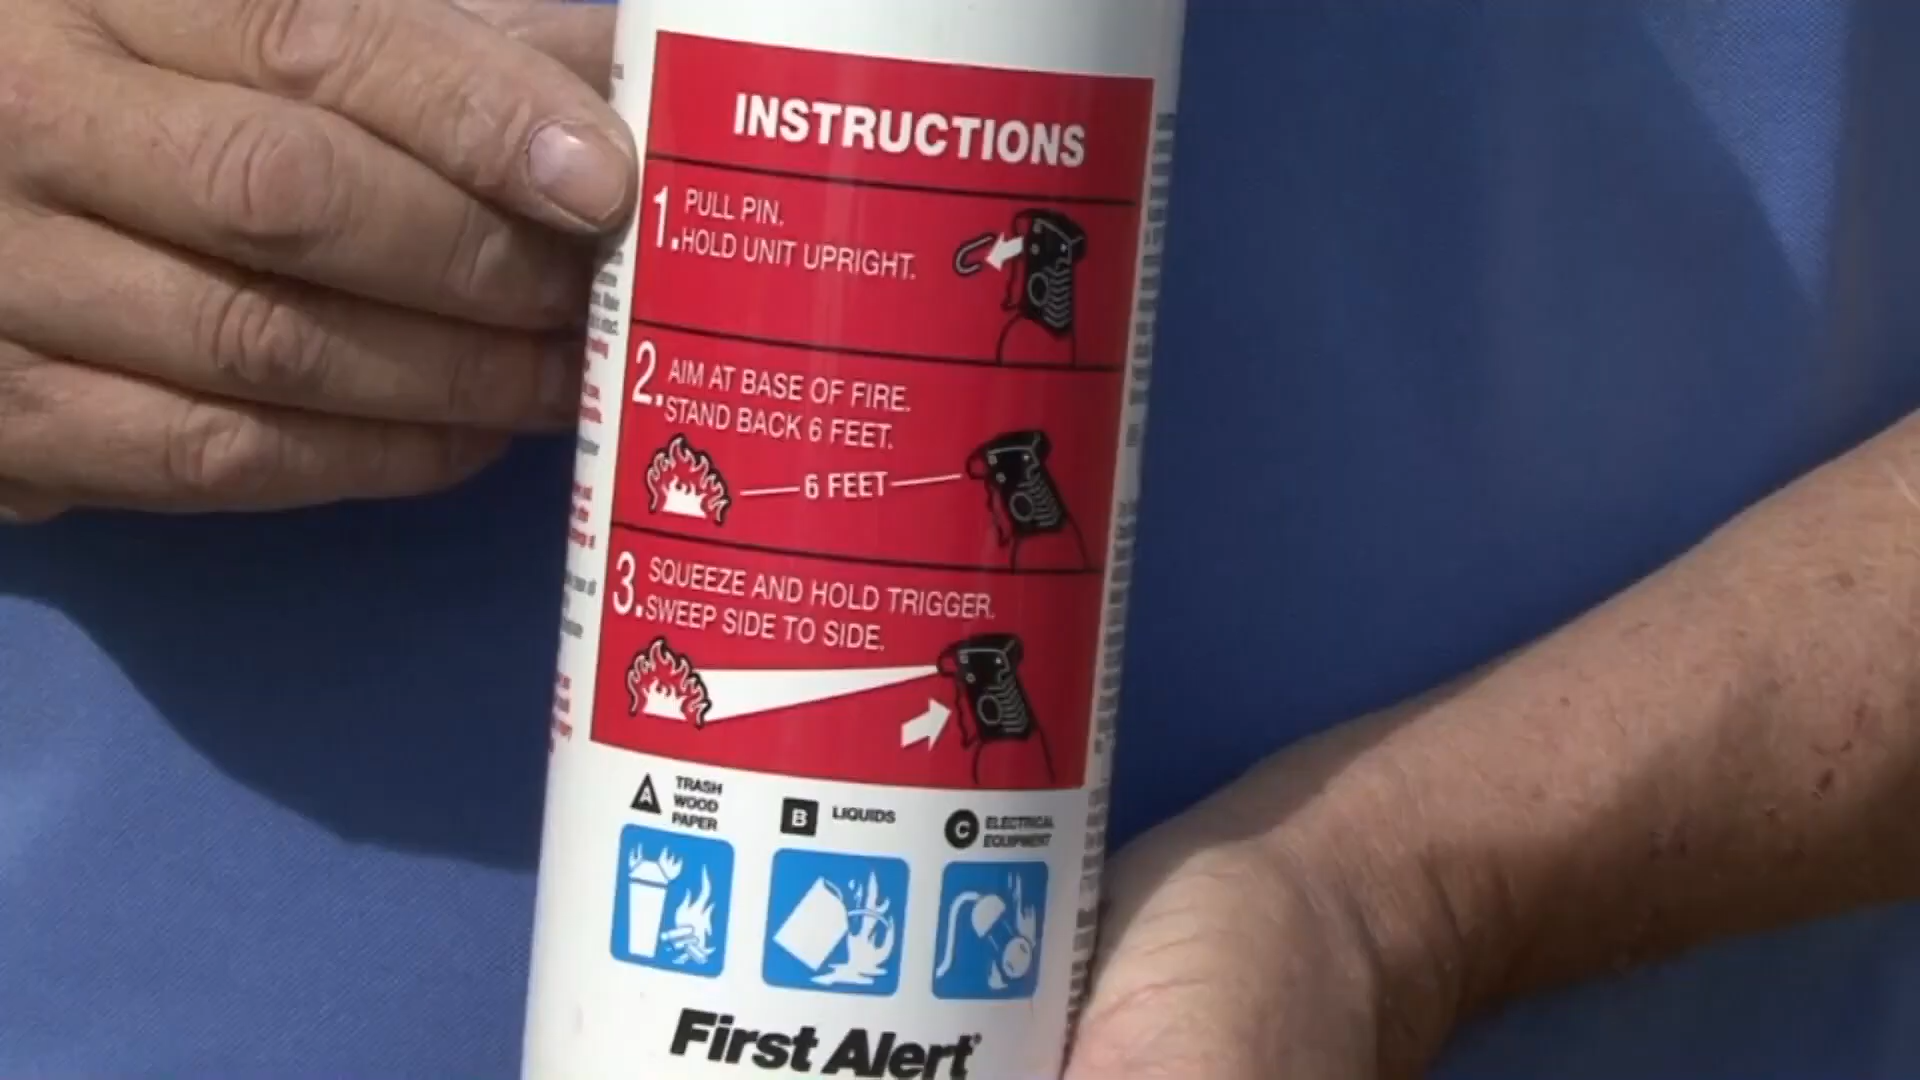 INSTRUCTIONS
1. PULL PIN.
HOLD UNIT UPRIGHT.
2. AIM AT BASE OF FIRE.
STAND BACK 6 FEET.
6 FEET
3. SQUEEZE AND HOLD TRIGGER.
SWEEP SIDE TO SIDE.
A TRASH
WOOD
PAPER
B LIQUIDS
C ELECTRICAL
EQUIPMENT
First Alert®